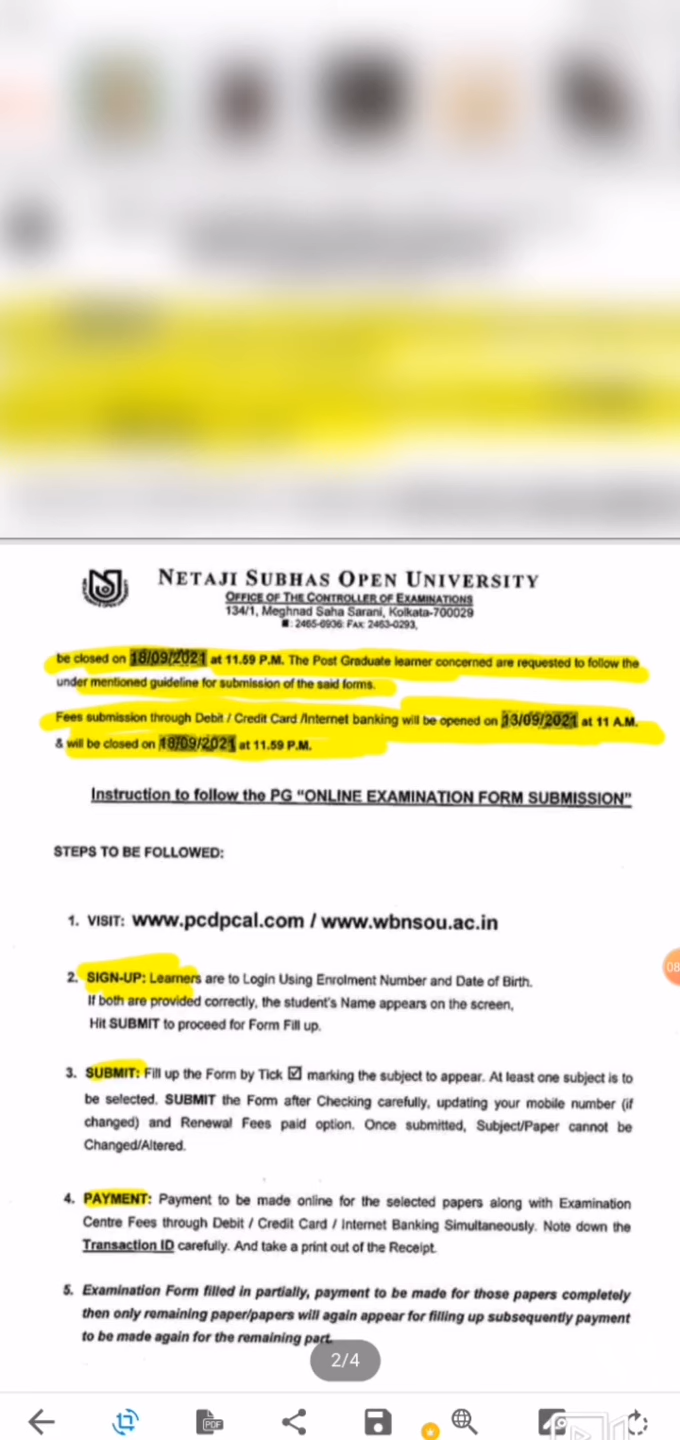 NETAJI SUBHAS OPEN UNIVERSITY
OFFICE OF THE CONTROLLER OF EXAMINATIONS
134/1, Meghnad Saha Sarani, Kolkata-700029
☎: 2465-6936: FAX: 2463-0293,
be closed on 18/09/2021 at 11.59 P.M. The Post Graduate learner concerned are requested to follow the
under mentioned guideline for submission of the said forms.
Fees submission through Debit / Credit Card /Internet banking will be opened on 13/09/2021 at 11 A.M.
& will be closed on 18/09/2021 at 11.59 P.M.
Instruction to follow the PG "ONLINE EXAMINATION FORM SUBMISSION"
STEPS TO BE FOLLOWED:
1. VISIT: www.pcdpcal.com / www.wbnsou.ac.in
2. SIGN-UP: Learners are to Login Using Enrolment Number and Date of Birth.
If both are provided correctly, the student's Name appears on the screen,
Hit SUBMIT to proceed for Form Fill up.
3. SUBMIT: Fill up the Form by Tick ☑ marking the subject to appear. At least one subject is to
be selected. SUBMIT the Form after Checking carefully, updating your mobile number (if
changed) and Renewal Fees paid option. Once submitted, Subject/Paper cannot be
Changed/Altered.
4. PAYMENT: Payment to be made online for the selected papers along with Examination
Centre Fees through Debit / Credit Card / Internet Banking Simultaneously. Note down the
Transaction ID carefully. And take a print out of the Receipt.
5. Examination Form filled in partially, payment to be made for those papers completely
then only remaining paper/papers will again appear for filling up subsequently payment
to be made again for the remaining part.
2/4
PDF
08